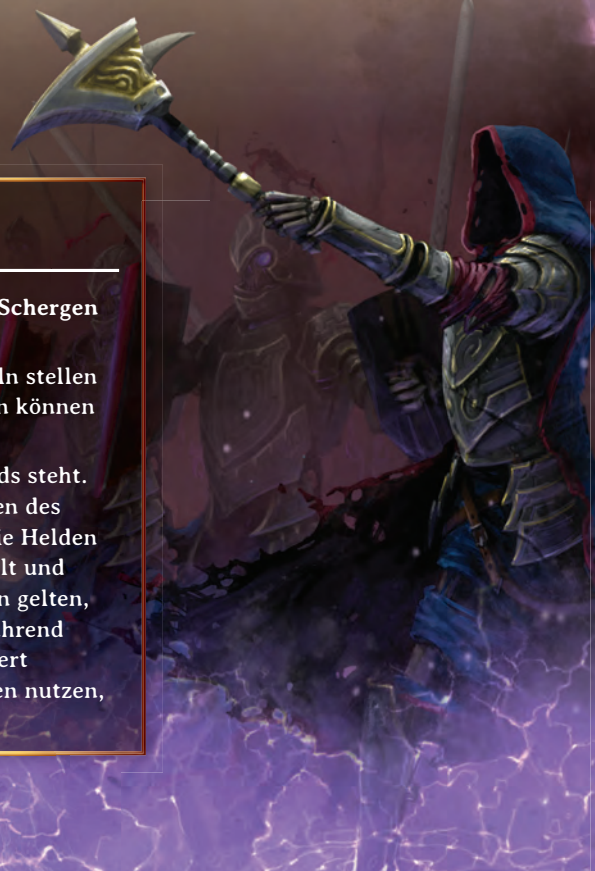 Schergen
ln stellen
n können
ds steht.
en des
ie Helden
lt und
n gelten,
hrend
ert
en nutzen,